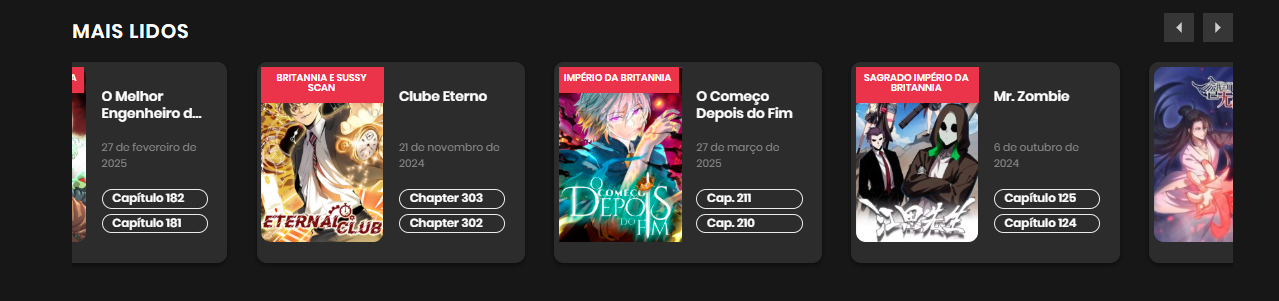 MAIS LIDOS
A
O Melhor
Engenheiro d...
27 de fevereiro de
2025
Capítulo 182
Capítulo 181
BRITANNIA E SUSSY
SCAN
ETERNAL CLUB
Clube Eterno
21 de novembro de
2024
Chapter 303
Chapter 302
IMPÉRIO DA BRITANNIA
O
COMEÇO
DEPOIS
DO
FIM
O Começo
Depois do Fim
27 de março de
2025
Cap. 211
Cap. 210
SAGRADO IMPÉRIO DA
BRITANNIA
Mr. Zombie
6 de outubro de
2024
Capítulo 125
Capítulo 124